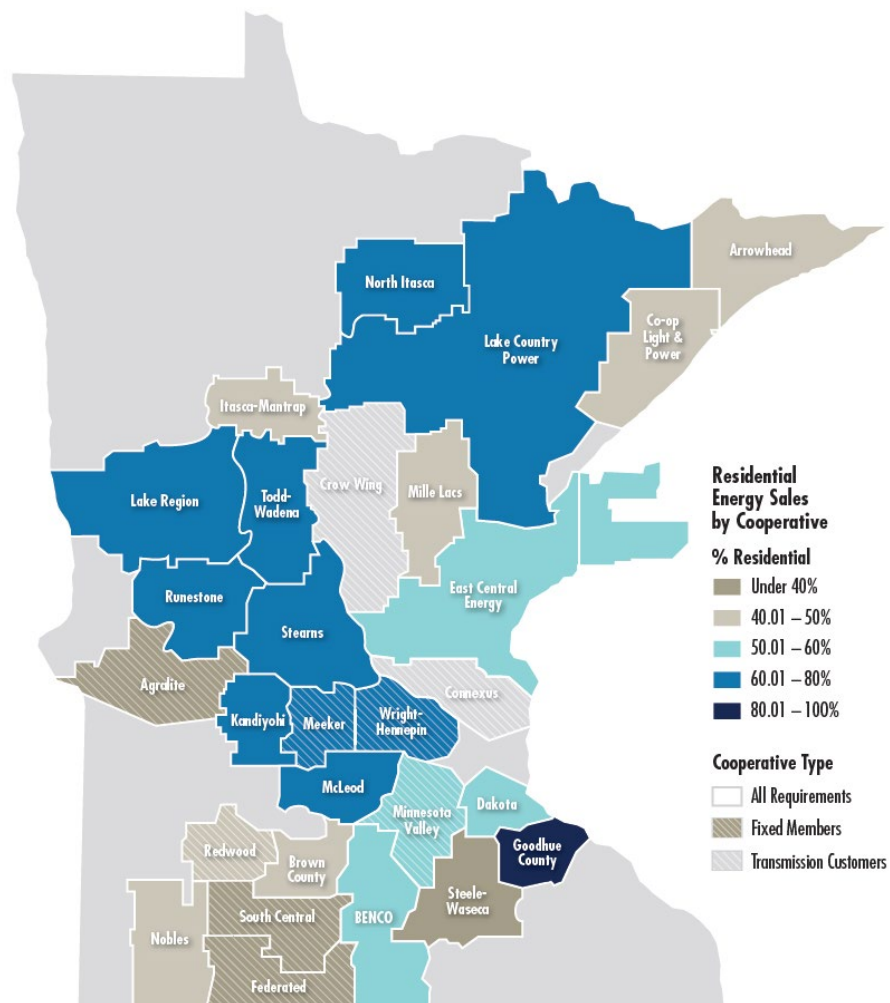 Arrowhead
North Itasca
Co-op
Light &
Power
Lake Country
Power
Itasca-Mantrap
Crow Wing
Mille Lacs
Lake Region
Todd-
Wadena
East Central
Energy
Runestone
Stearns
Agralite
Connexus
Kandiyohi
Meeker
Wright-
Hennepin
McLeod
Minnesota
Valley
Dakota
Goodhue
County
Redwood
Brown
County
Steele-
Waseca
South Central
BENCO
Nobles
Federated
Residential
Energy Sales
by Cooperative
% Residential
Under 40%
40.01 – 50%
50.01 – 60%
60.01 – 80%
80.01 – 100%
Cooperative Type
All Requirements
Fixed Members
Transmission Customers